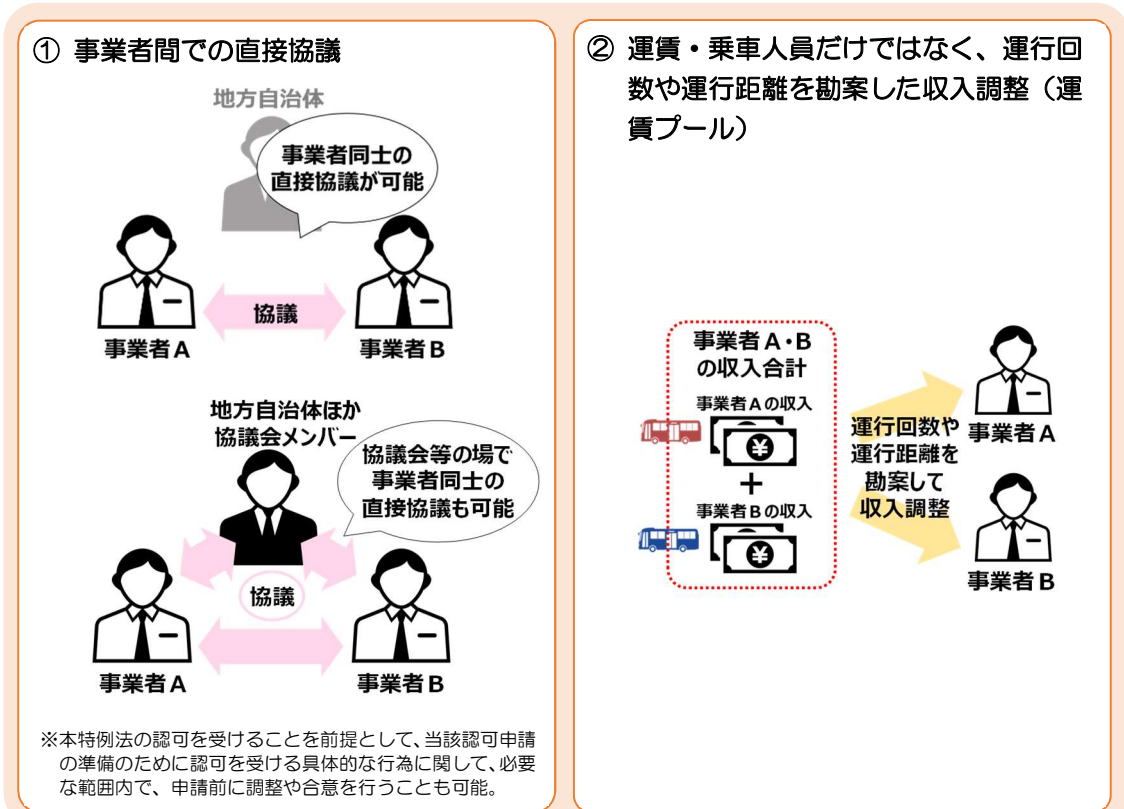 ① 事業者間での直接協議
地方自治体
事業者同士の
直接協議が可能
協議
事業者A
事業者B
地方自治体ほか
協議会メンバー
協議会等の場で
事業者同士の
直接協議も可能
協議
事業者A
事業者B
※本特例法の認可を受けることを前提として、当該認可申請
の準備のために認可を受ける具体的な行為に関して、必要
な範囲内で、申請前に調整や合意を行うことも可能。
② 運賃・乗車人員だけではなく、運行回
数や運行距離を勘案した収入調整（運
賃プール）
事業者A・B
の収入合計
事業者Aの収入
¥
＋
事業者Bの収入
¥
運行回数や
運行距離を
勘案して
収入調整
事業者A
事業者B